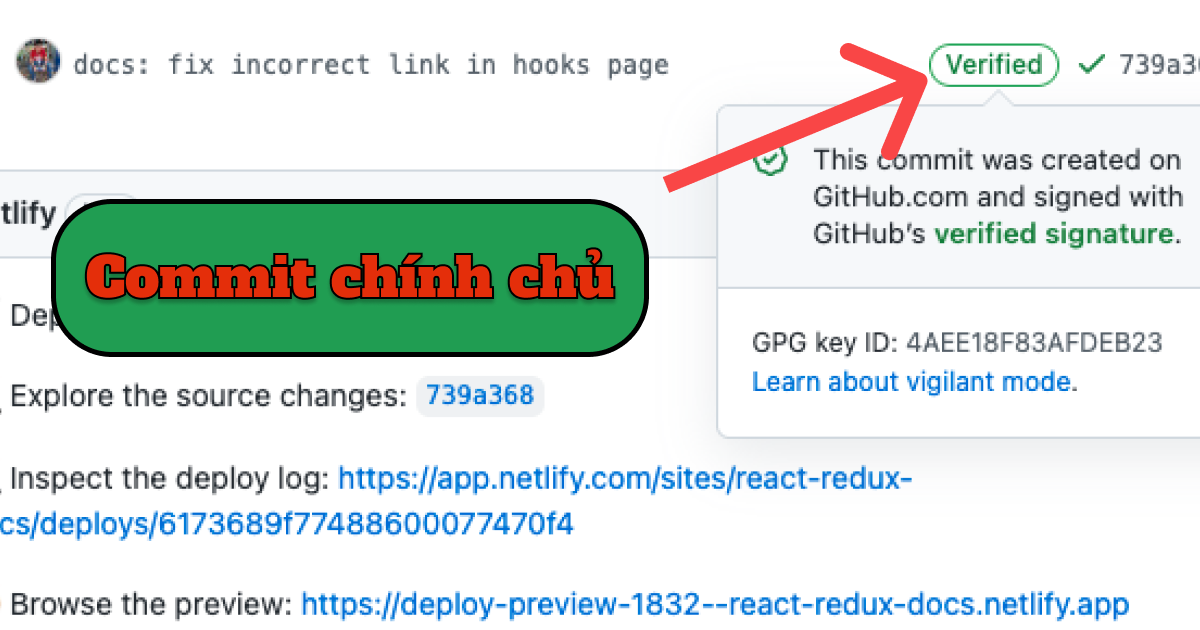 docs: fix incorrect link in hooks page
Verified
739a36
This commit was created on
GitHub.com and signed with
GitHub's verified signature.
tlify
Commit chính chủ
GPG key ID: 4AEE18F83AFDEB23
Learn about vigilant mode.
Dep
Explore the source changes: 739a368
Inspect the deploy log: https://app.netlify.com/sites/react-redux-
cs/deploys/6173689f77488600077470f4
Browse the preview: https://deploy-preview-1832--react-redux-docs.netlify.app